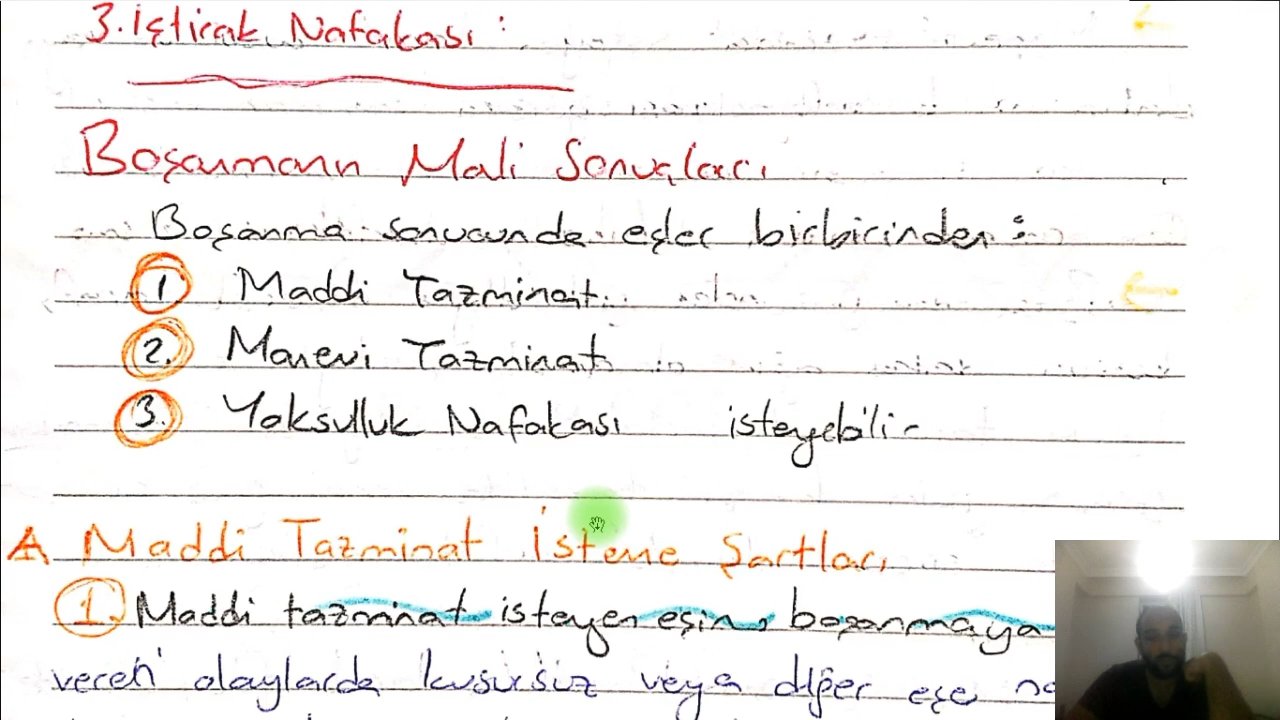 3. İştirak Nafakası :
Boşanmanın Mali Sonuçları
Boşanma sonucunda eşler birbirinden :
1 Maddi Tazminat
2. Manevi Tazminat
3. Yoksulluk Nafakası isteyebilir
A Maddi Tazminat İsteme Şartları
1. Maddi tazminat isteyen eşin, boşanmaya
veren olaylarda kusursuz veya diğer eşe